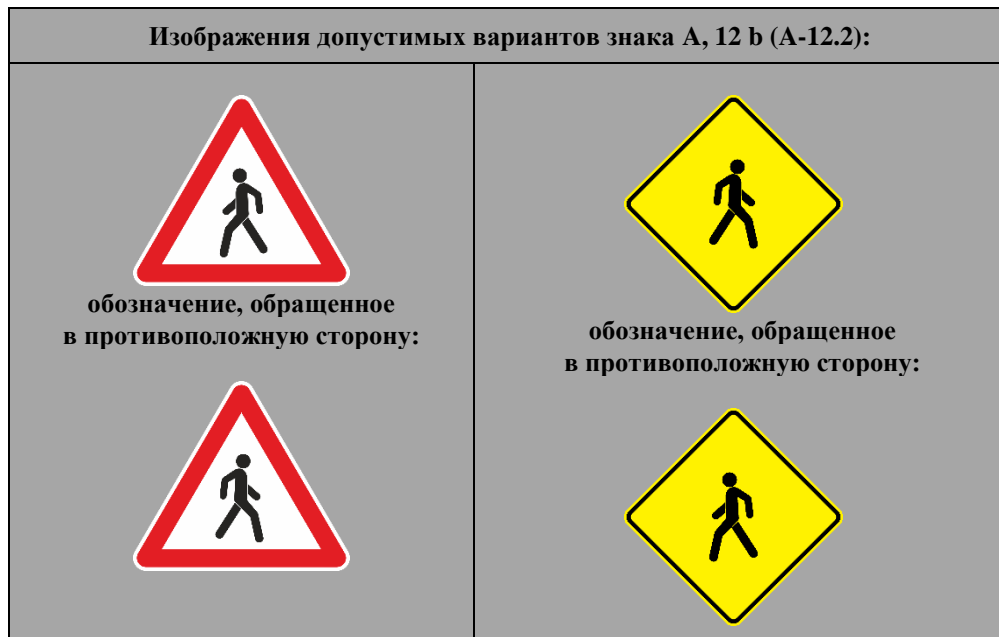 Изображения допустимых вариантов знака A, 12 b (A-12.2):
обозначение, обращенное
в противоположную сторону:
обозначение, обращенное
в противоположную сторону: